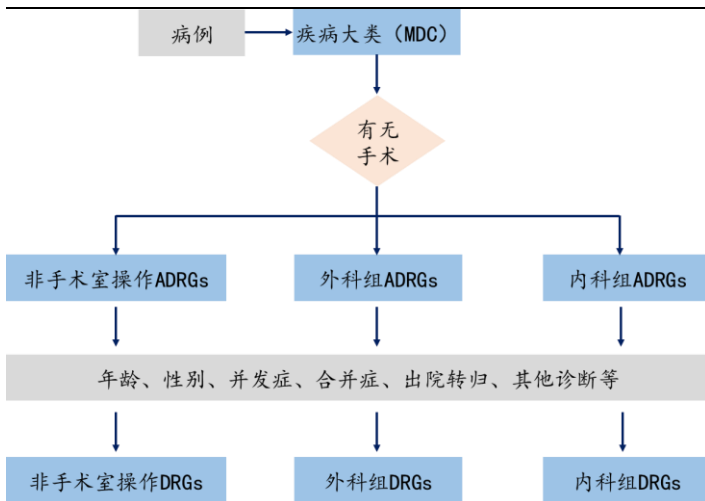 病例
疾病大类（MDC）
有无
手术
非手术室操作ADRGs
外科组ADRGs
内科组ADRGs
年龄、性别、并发症、合并症、出院转归、其他诊断等
非手术室操作DRGs
外科组DRGs
内科组DRGs